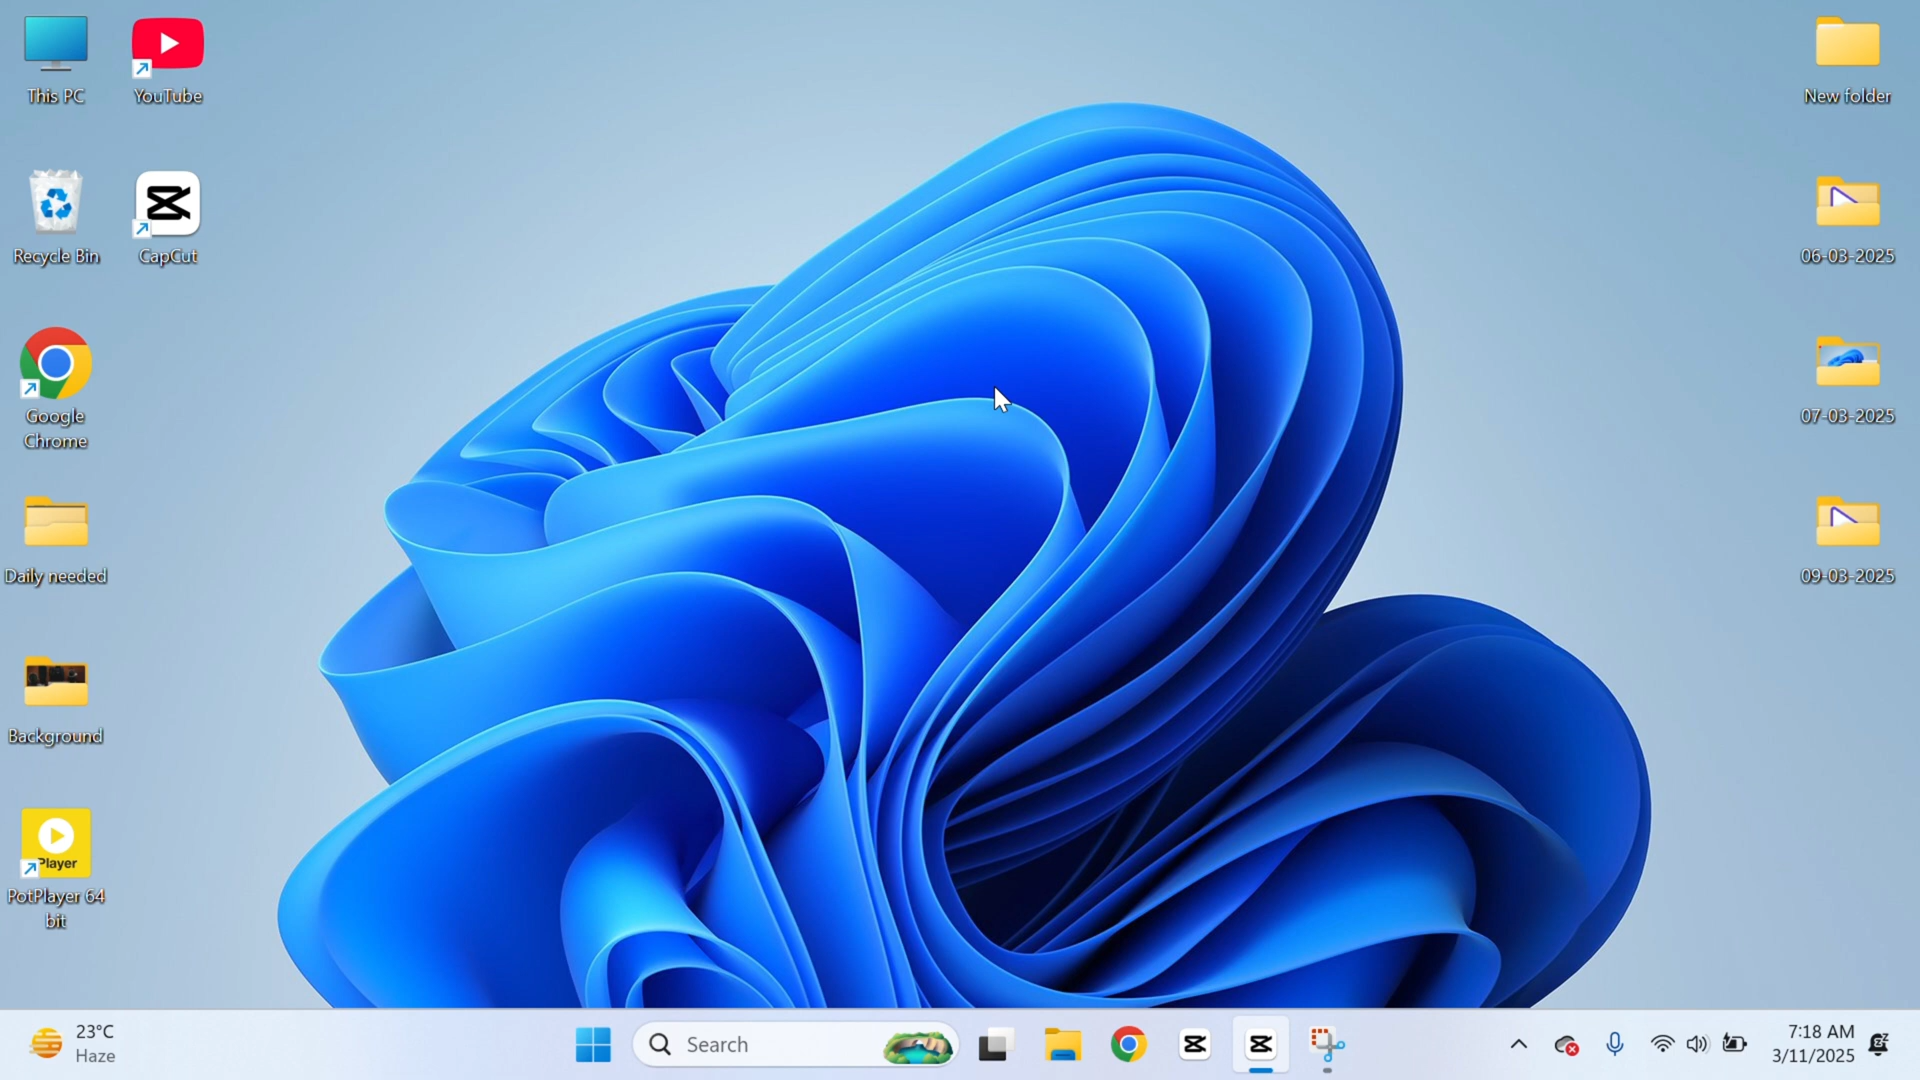 This PC
YouTube
New folder
Recycle Bin
CapCut
06-03-2025
Google
Chrome
07-03-2025
Daily needed
09-03-2025
Background
Player
PotPlayer 64
bit
23°C
Haze
Search
7:18 AM
3/11/2025